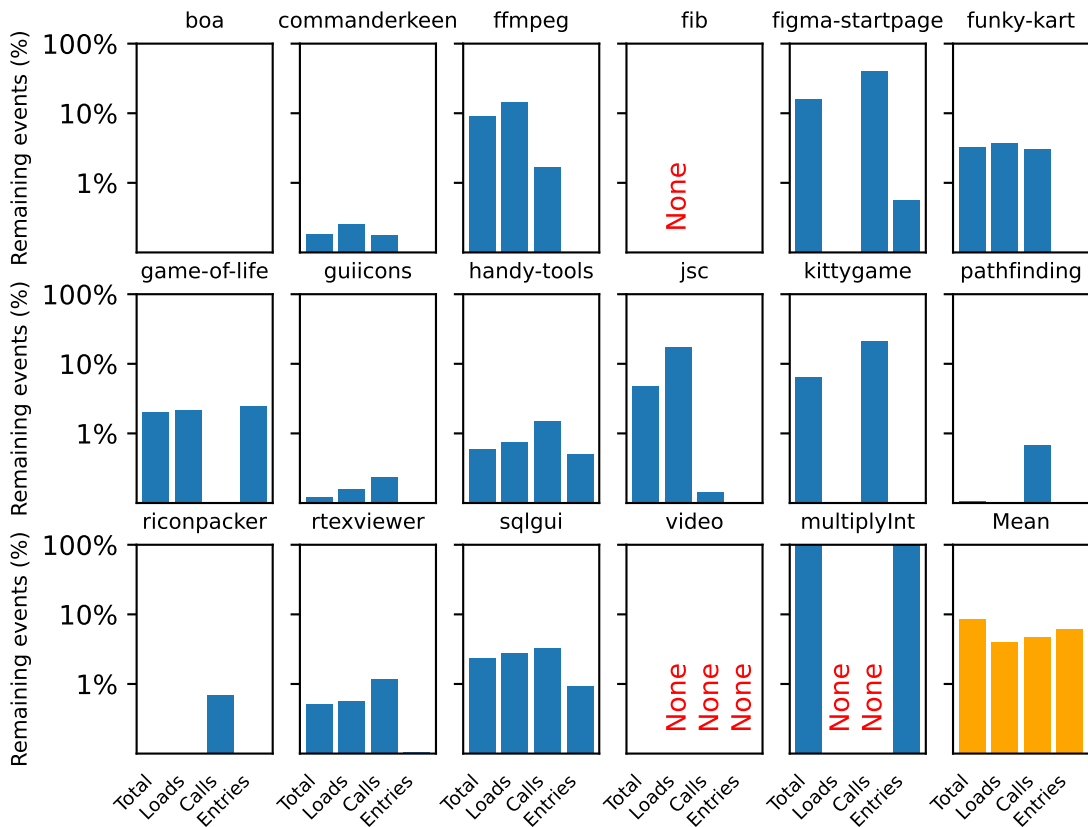 boa commanderkeen ffmpeg fib figma-startpage funky-kart
Remaining events (%)
100%
10%
1%
None
game-of-life guiicons handy-tools jsc kittygame pathfinding
Remaining events (%)
100%
10%
1%
riconpacker rtexviewer sqlgui video multiplyInt Mean
Remaining events (%)
100%
10%
1%
None None None None None
Total Loads Calls Entries Total Loads Calls Entries Total Loads Calls Entries Total Loads Calls Entries Total Loads Calls Entries Total Loads Calls Entries